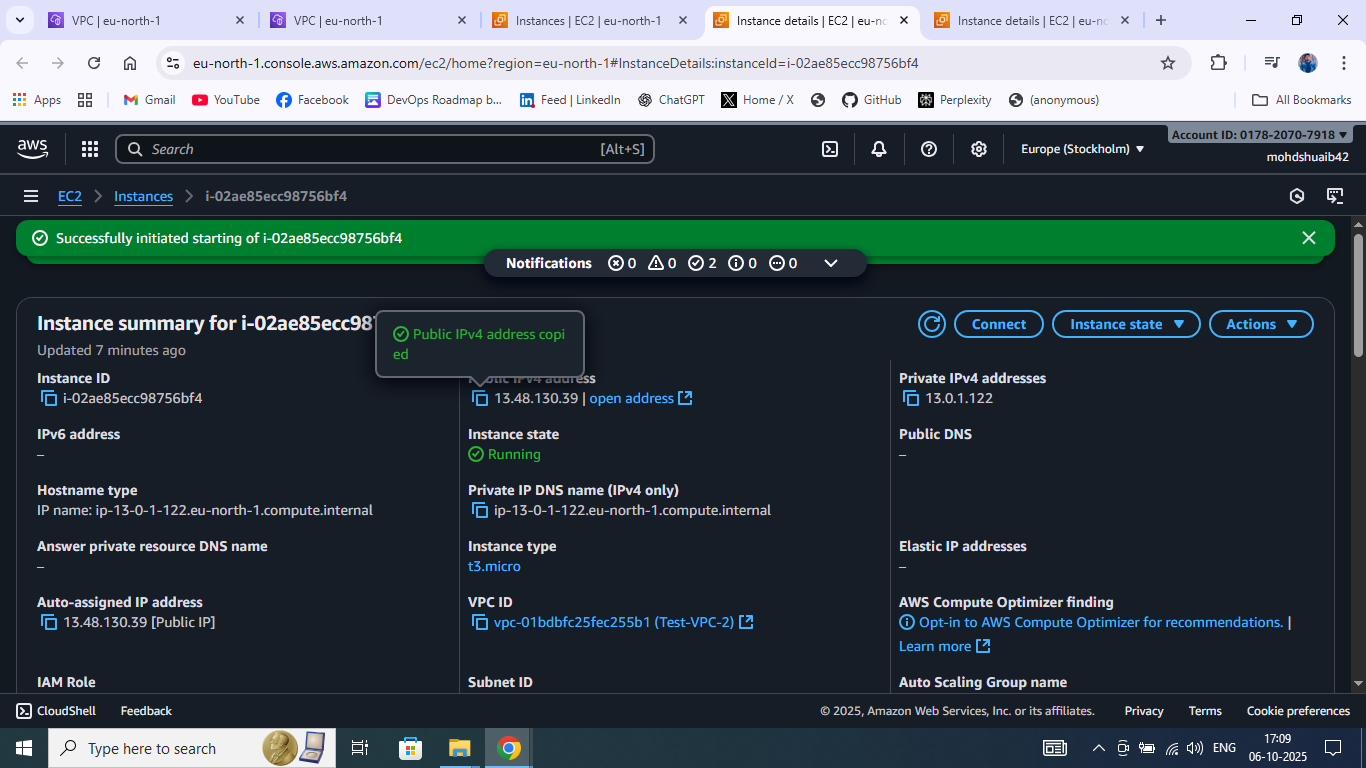 VPC | eu-north-1
VPC | eu-north-1
Instances | EC2 | eu-north-1
Instance details | EC2 | eu-no
Instance details | EC2 | eu-no
eu-north-1.console.aws.amazon.com/ec2/home?region=eu-north-1#InstanceDetails:instanceId=i-02ae85ecc98756bf4
Apps
Gmail
YouTube
Facebook
DevOps Roadmap b...
Feed | LinkedIn
ChatGPT
Home / X
GitHub
Perplexity
(anonymous)
All Bookmarks
aws
Search
[Alt+S]
Europe (Stockholm)
Account ID: 0178-2070-7918
mohdshuaib42
EC2
Instances
i-02ae85ecc98756bf4
Successfully initiated starting of i-02ae85ecc98756bf4
Notifications 0 0 2 0 0
Instance summary for i-02ae85ecc987
Updated 7 minutes ago
Public IPv4 address copi
ed
Connect
Instance state
Actions
Instance ID
i-02ae85ecc98756bf4
Public IPv4 address
13.48.130.39 | open address
Private IPv4 addresses
13.0.1.122
IPv6 address
–
Instance state
Running
Public DNS
–
Hostname type
IP name: ip-13-0-1-122.eu-north-1.compute.internal
Private IP DNS name (IPv4 only)
ip-13-0-1-122.eu-north-1.compute.internal
Answer private resource DNS name
–
Instance type
t3.micro
Elastic IP addresses
–
Auto-assigned IP address
13.48.130.39 [Public IP]
VPC ID
vpc-01bdbfc25fec255b1 (Test-VPC-2)
AWS Compute Optimizer finding
Opt-in to AWS Compute Optimizer for recommendations. |
Learn more
IAM Role
Subnet ID
Auto Scaling Group name
CloudShell
Feedback
© 2025, Amazon Web Services, Inc. or its affiliates.
Privacy
Terms
Cookie preferences
Type here to search
ENG
17:09
06-10-2025